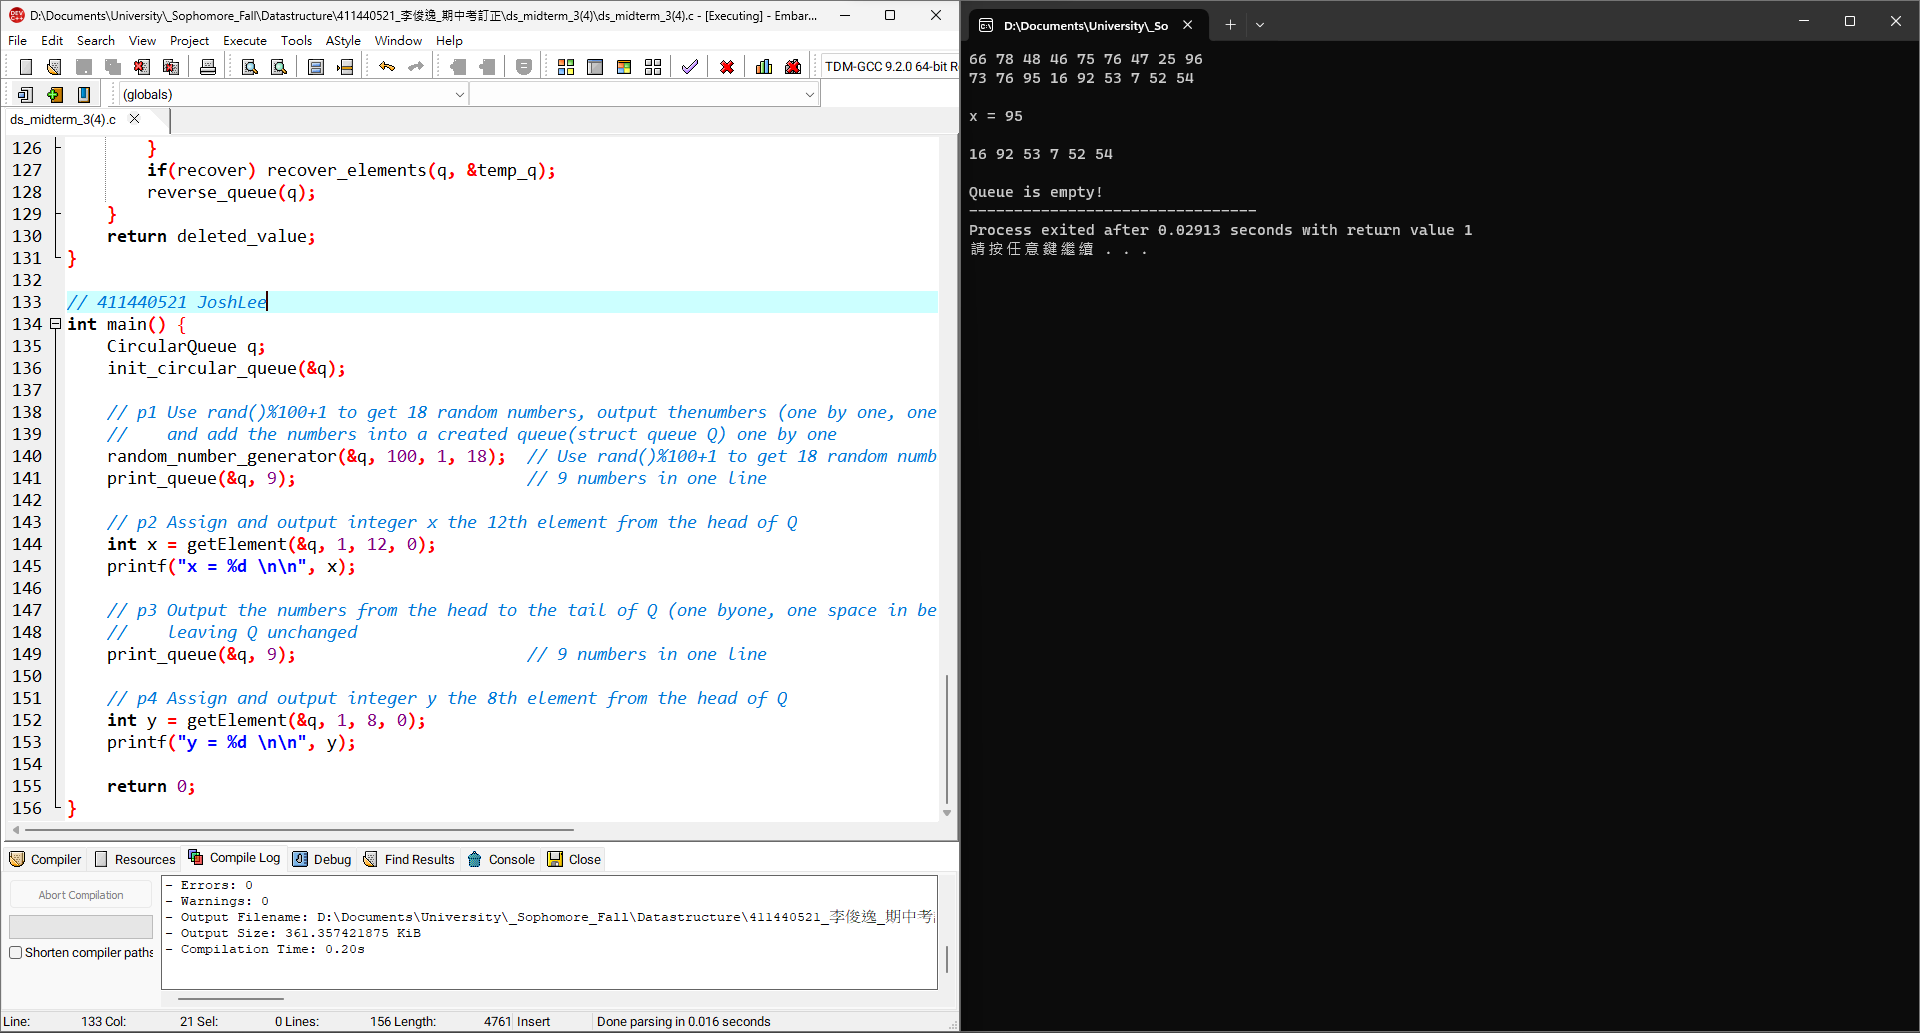 D:\Documents\University\_Sophomore_Fall\Datastructure\411440521_李俊逸_期中考訂正\ds_midterm_3(4)\ds_midterm_3(4).c - [Executing] - Embar...
File Edit Search View Project Execute Tools AStyle Window Help
TDM-GCC 9.2.0 64-bit R
(globals)
ds_midterm_3(4).c
126 }
127 if(recover) recover_elements(q, &temp_q);
128 reverse_queue(q);
129 }
130 return deleted_value;
131 }
132
133 // 411440521 JoshLee
134 int main() {
135 CircularQueue q;
136 init_circular_queue(&q);
137
138 // p1 Use rand()%100+1 to get 18 random numbers, output thenumbers (one by one, one
139 // and add the numbers into a created queue(struct queue Q) one by one
140 random_number_generator(&q, 100, 1, 18); // Use rand()%100+1 to get 18 random numb
141 print_queue(&q, 9); // 9 numbers in one line
142
143 // p2 Assign and output integer x the 12th element from the head of Q
144 int x = getElement(&q, 1, 12, 0);
145 printf("x = %d \n\n", x);
146
147 // p3 Output the numbers from the head to the tail of Q (one byone, one space in be
148 // leaving Q unchanged
149 print_queue(&q, 9); // 9 numbers in one line
150
151 // p4 Assign and output integer y the 8th element from the head of Q
152 int y = getElement(&q, 1, 8, 0);
153 printf("y = %d \n\n", y);
154
155 return 0;
156 }
Compiler Resources Compile Log Debug Find Results Console Close
Abort Compilation
Shorten compiler paths
- Errors: 0
- Warnings: 0
- Output Filename: D:\Documents\University\_Sophomore_Fall\Datastructure\411440521_李俊逸_期中考
- Output Size: 361.357421875 KiB
- Compilation Time: 0.20s
Line: 133 Col: 21 Sel: 0 Lines: 156 Length: 4761 Insert Done parsing in 0.016 seconds
D:\Documents\University\_So
66 78 48 46 75 76 47 25 96
73 76 95 16 92 53 7 52 54
x = 95
16 92 53 7 52 54
Queue is empty!
--------------------------------
Process exited after 0.02913 seconds with return value 1
請按任意鍵繼續 . . .